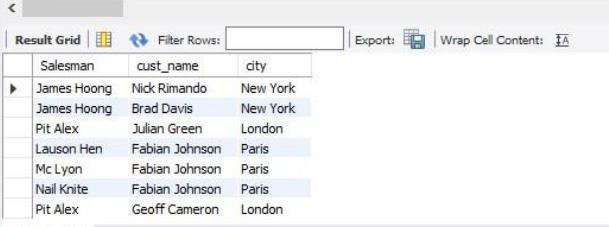 Result Grid Filter Rows: Export: Wrap Cell Content: IA
Salesman cust_name city
James Hoong Nick Rimando New York
James Hoong Brad Davis New York
Pit Alex Julian Green London
Lauson Hen Fabian Johnson Paris
Mc Lyon Fabian Johnson Paris
Nail Knite Fabian Johnson Paris
Pit Alex Geoff Cameron London